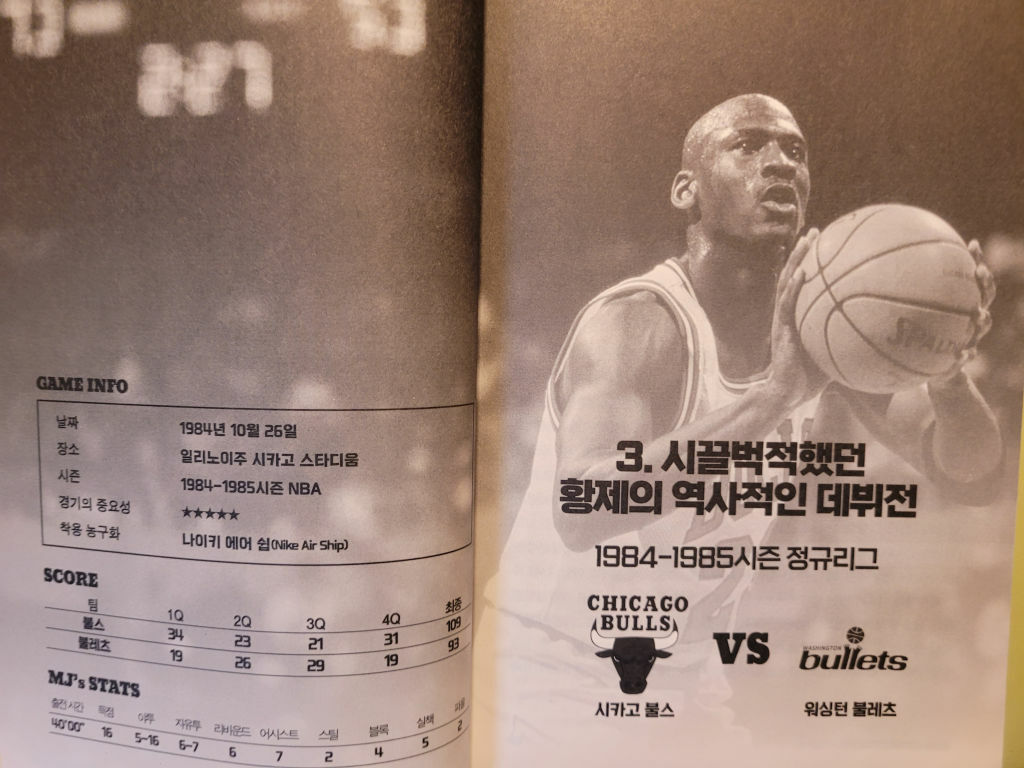 2:27
GAME INFO
날짜 1984년 10월 26일
장소 일리노이주 시카고 스타디움
시즌 1984-1985시즌 NBA
경기의 중요성 ★★★★★
착용 농구화 나이키 에어 쉽(Nike Air Ship)
SCORE
팀 1Q 2Q 3Q 4Q 최종
불스 34 23 21 31 109
불레츠 19 26 29 19 93
MJ's STATS
출전시간 득점 야투 자유투 리바운드 어시스트 스틸 블록 실책 파울
40'00" 16 5-16 6-7 6 7 2 4 5 2
SPALDING
3. 시끌벅적했던
황제의 역사적인 데뷔전
1984-1985시즌 정규리그
CHICAGO
BULLS
VS
WASHINGTON
bullets
시카고 불스
워싱턴 불레츠